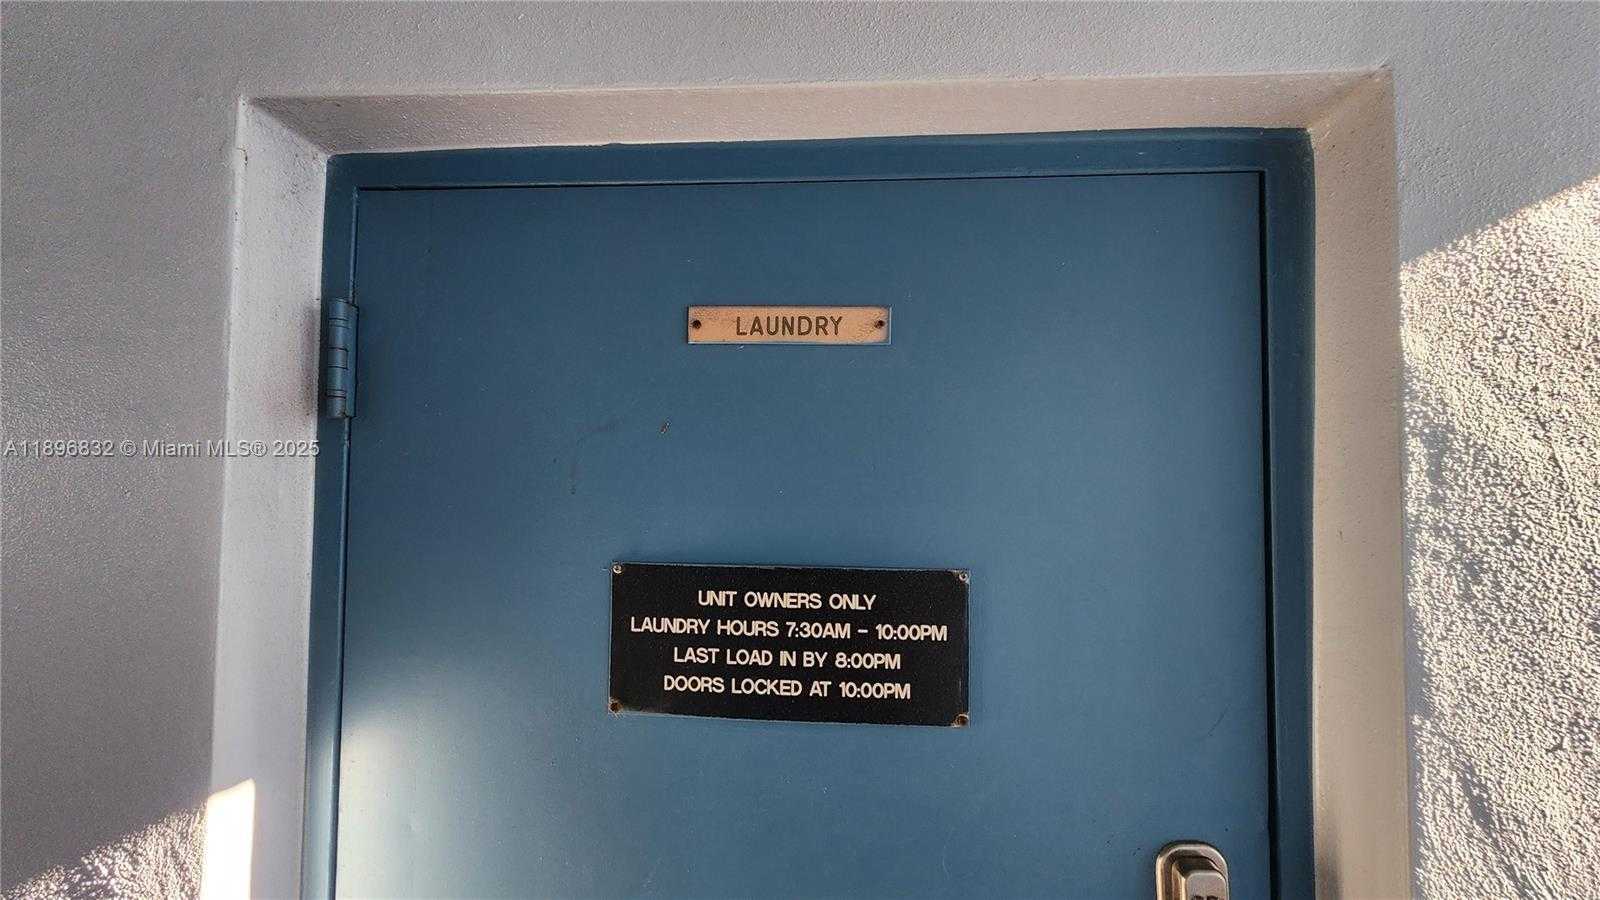 LAUNDRY
A11896832 © Miami MLS® 2025
UNIT OWNERS ONLY
LAUNDRY HOURS 7:30AM - 10:00PM
LAST LOAD IN BY 8:00PM
DOORS LOCKED AT 10:00PM